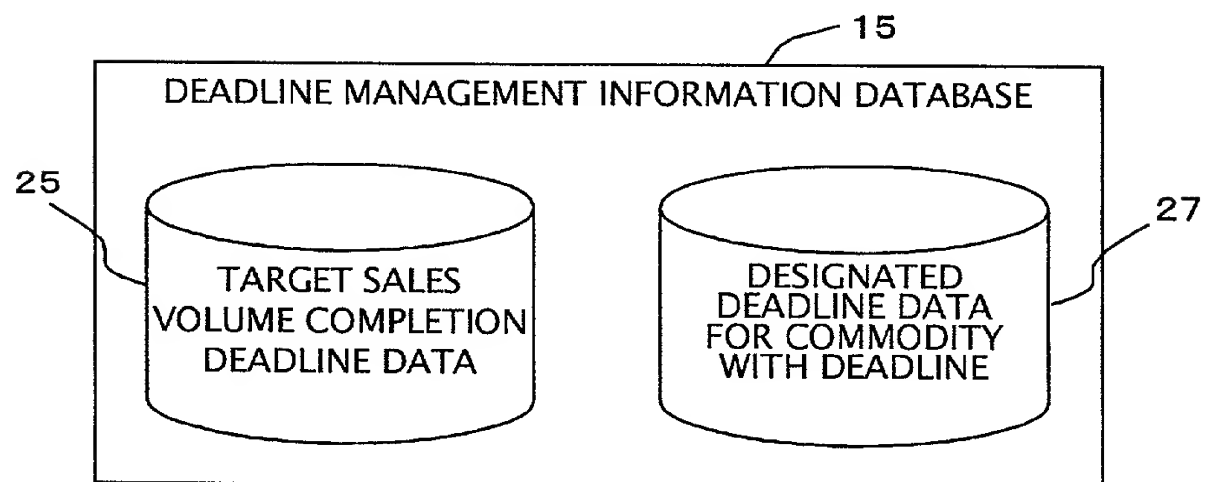 15
DEADLINE MANAGEMENT INFORMATION DATABASE
25
TARGET SALES
VOLUME COMPLETION
DEADLINE DATA
27
DESIGNATED
DEADLINE DATA
FOR COMMODITY
WITH DEADLINE